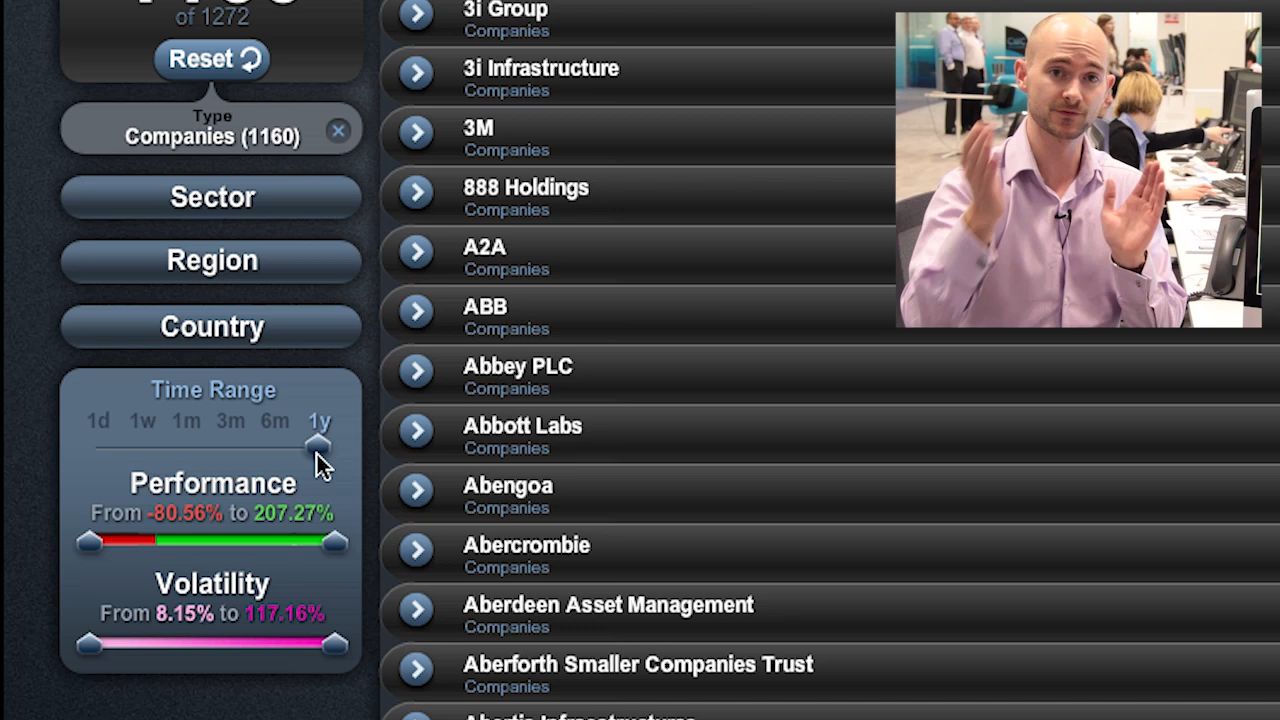 of 1272
Reset
Type
Companies (1160)
Sector
Region
Country
Time Range
1d 1w 1m 3m 6m 1y
Performance
From -80.56% to 207.27%
Volatility
From 8.15% to 117.16%
3i Group
Companies
3i Infrastructure
Companies
3M
Companies
888 Holdings
Companies
A2A
Companies
ABB
Companies
Abbey PLC
Companies
Abbott Labs
Companies
Abengoa
Companies
Abercrombie
Companies
Aberdeen Asset Management
Companies
Aberforth Smaller Companies Trust
Companies